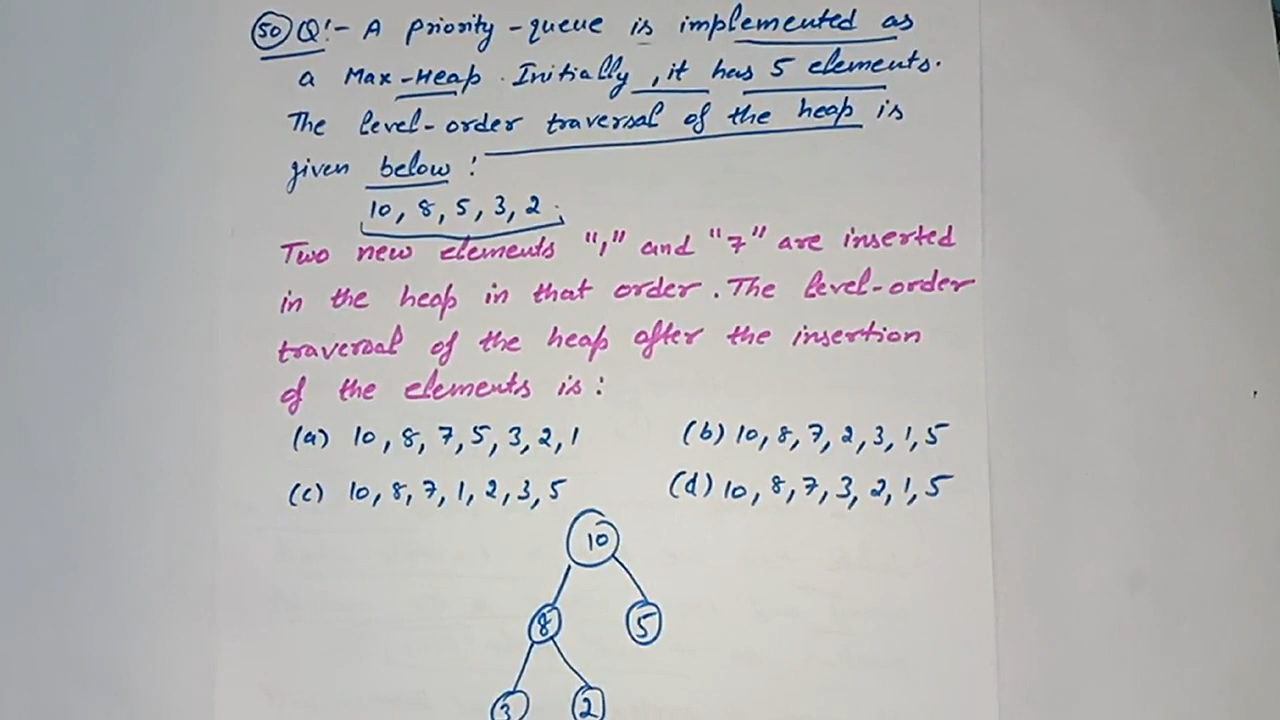 50 Q:- A priority-queue is implemented as
a Max-Heap. Initially, it has 5 elements.
The level-order traversal of the heap is
given below:
10, 8, 5, 3, 2.
Two new elements "1" and "7" are inserted
in the heap in that order. The level-order
traversal of the heap after the insertion
of the elements is:
(a) 10, 8, 7, 5, 3, 2, 1 (b) 10, 8, 7, 2, 3, 1, 5
(c) 10, 8, 7, 1, 2, 3, 5 (d) 10, 8, 7, 3, 2, 1, 5
10
8 5
3 2